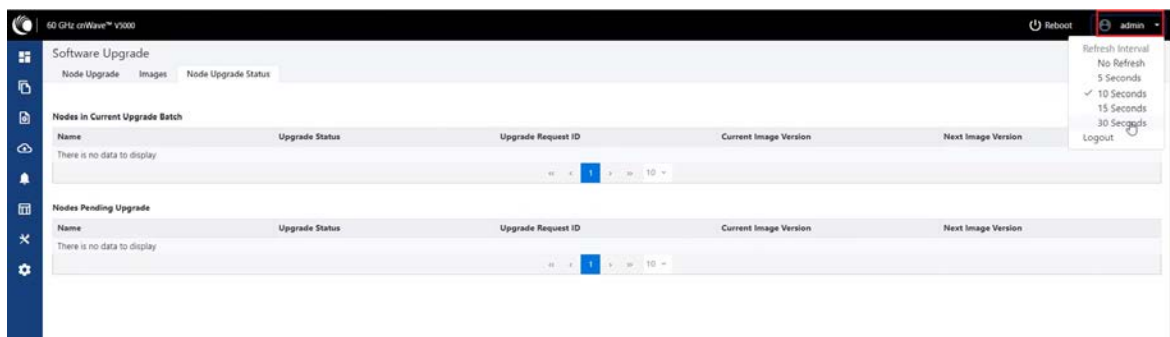 60 GHz cnWave™ V5000
Reboot
admin
Software Upgrade
Node Upgrade Images Node Upgrade Status
Refresh Interval
No Refresh
5 Seconds
10 Seconds
15 Seconds
30 Seconds
Logout
Nodes in Current Upgrade Batch
Name Upgrade Status Upgrade Request ID Current Image Version Next Image Version
There is no data to display
« ‹ 1 › » 10
Nodes Pending Upgrade
Name Upgrade Status Upgrade Request ID Current Image Version Next Image Version
There is no data to display
« ‹ 1 › » 10